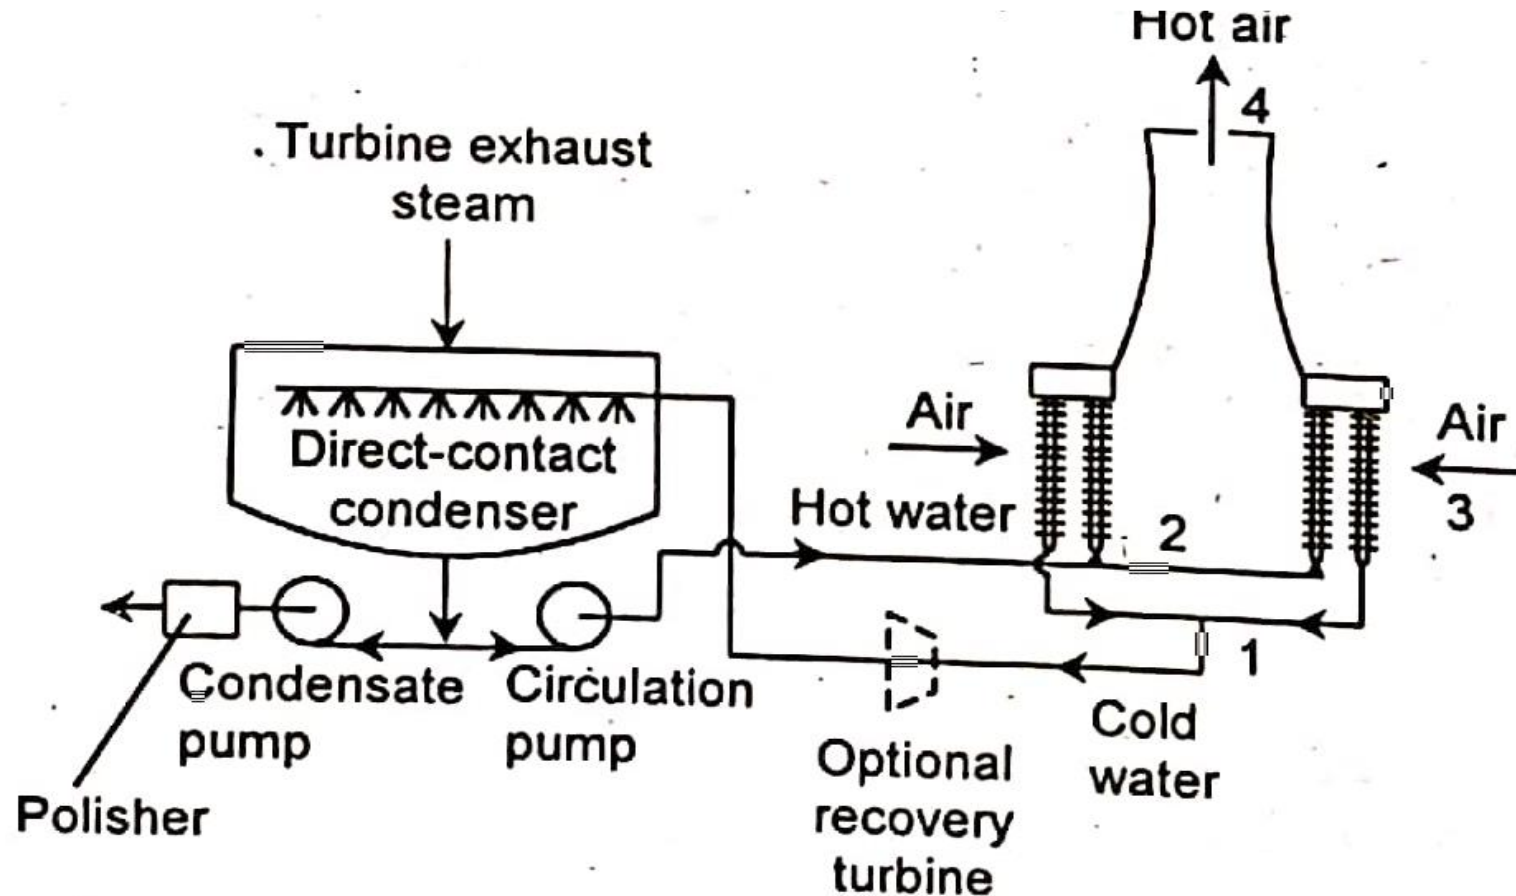 Hot air
4
Turbine exhaust
steam
Direct-contact
condenser
Air
Air
3
Hot water
2
1
Condensate
pump
Circulation
pump
Polisher
Optional
recovery
turbine
Cold
water